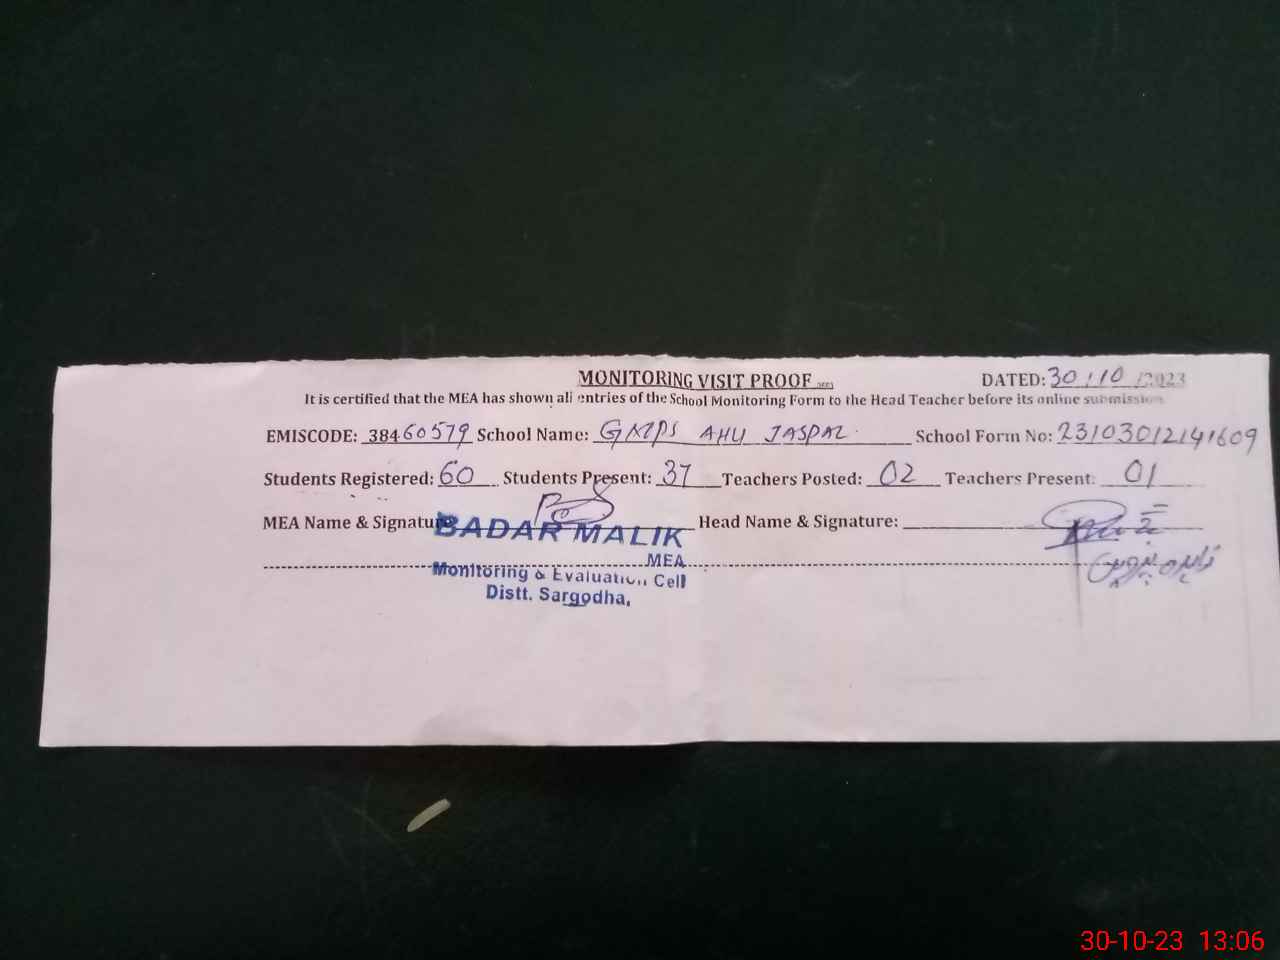 MONITORING VISIT PROOF
DATED: 30/10/2023
It is certified that the MEA has shown all entries of the School Monitoring Form to the Head Teacher before its online submission
EMISCODE: 38460579 School Name: GMPS AHU JASPAL School Form No: 23103012141609
Students Registered: 60 Students Present: 37 Teachers Posted: 02 Teachers Present: 01
MEA Name & Signature Head Name & Signature:
BADAR MALIK
MEA
Monitoring & Evaluation Cell
Distt. Sargodha,
30-10-23 13:06